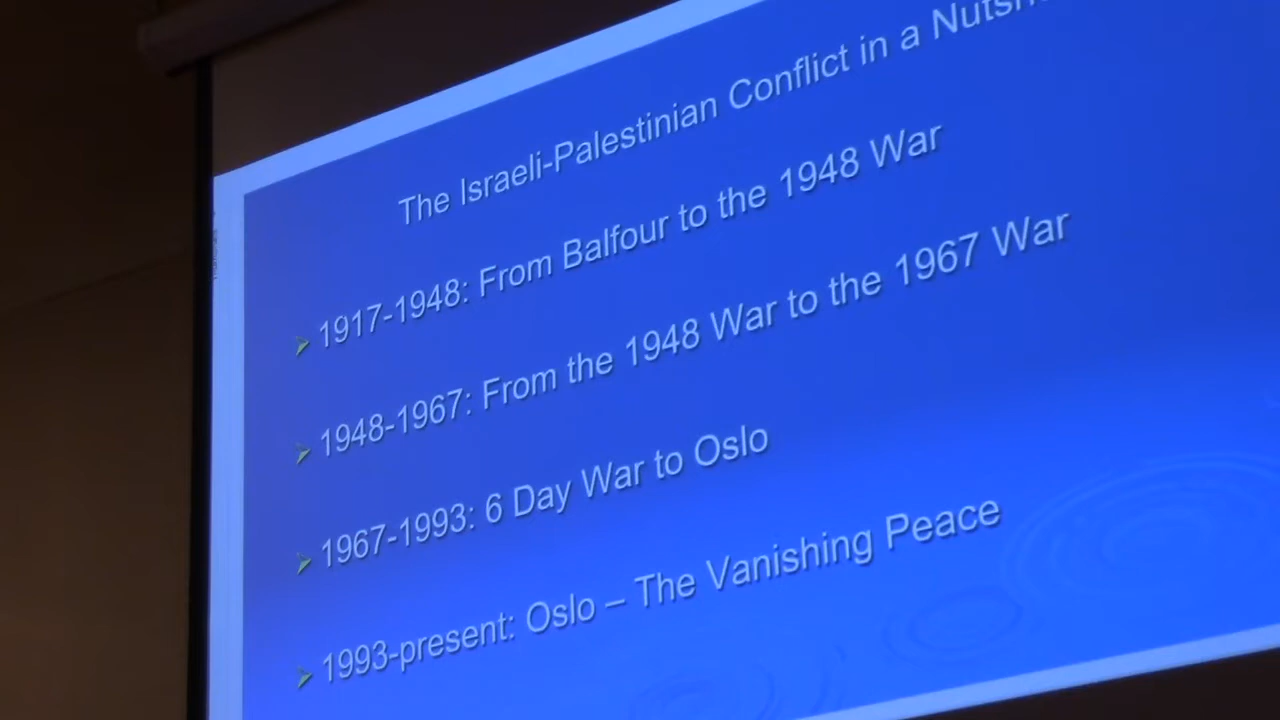 The Israeli-Palestinian Conflict in a
1917-1948: From Balfour to the 1948 War
1948-1967: From the 1948 War to the 1967 War
1967-1993: 6 Day War to Oslo
1993-present: Oslo – The Vanishing Peace